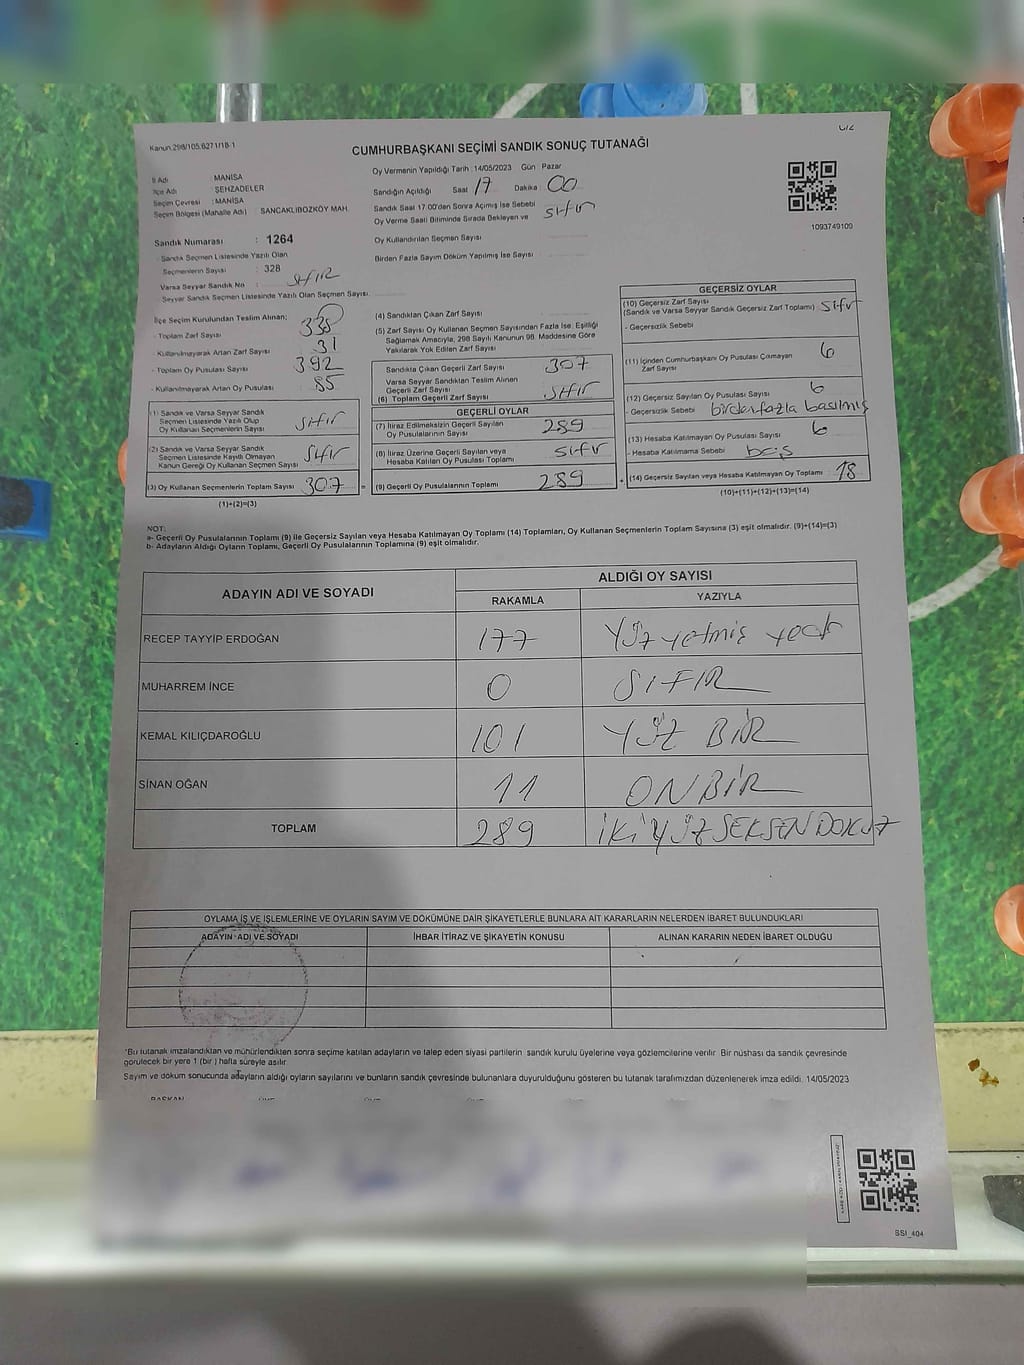 Kanun.298/105.6271/18-1
CUMHURBAŞKANI SEÇİMİ SANDIK SONUÇ TUTANAĞI
İl Adı : MANİSA
İlçe Adı : ŞEHZADELER
Seçim Çevresi : MANİSA
Seçim Bölgesi (Mahalle Adı) SANCAKLIBOZKÖY MAH.
Oy Vermenin Yapıldığı Tarih : 14/05/2023 Gün : Pazar
Sandığın Açıldığı Saat 17 Dakika : 00
Sandık Saat 17:00'den Sonra Açılmış İse Sebebi
Oy Verme Saati Bitiminde Sırada Bekleyen ve sıfır
Oy Kullandırılan Seçmen Sayısı
Birden Fazla Sayım Döküm Yapılmış İse Sayısı
1093749109
Sandık Numarası : 1264
Sandık Seçmen Listesinde Yazılı Olan
Seçmenlerin Sayısı : 328
Varsa Seyyar Sandık No : SIFIR
Seyyar Sandık Seçmen Listesinde Yazılı Olan Seçmen Sayısı
İlçe Seçim Kurulundan Teslim Alınan;
- Toplam Zarf Sayısı 338
- Kullanılmayarak Artan Zarf Sayısı 31
- Toplam Oy Pusulası Sayısı 392
- Kullanılmayarak Artan Oy Pusulası 85
(1) Sandık ve Varsa Seyyar Sandık
Seçmen Listesinde Yazılı Olup
Oy Kullanan Seçmenlerin Sayısı sıfır
(2) Sandık ve Varsa Seyyar Sandık
Seçmen Listesinde Kayıtlı Olmayan
Kanun Gereği Oy Kullanan Seçmen Sayısı sıfır
(3) Oy Kullanan Seçmenlerin Toplam Sayısı 307
(1)+(2)=(3)
(4) Sandıktan Çıkan Zarf Sayısı
(5) Zarf Sayısı Oy Kullanan Seçmen Sayısından Fazla İse; Eşitliği
Sağlamak Amacıyla, 298 Sayılı Kanunun 98. Maddesine Göre
Yakılarak Yok Edilen Zarf Sayısı
Sandıkta Çıkan Geçerli Zarf Sayısı 307
Varsa Seyyar Sandıktan Teslim Alınan
Geçerli Zarf Sayısı SIFIR
(6) Toplam Geçerli Zarf Sayısı
GEÇERLİ OYLAR
(7) İtiraz Edilmeksizin Geçerli Sayılan
Oy Pusulalarının Sayısı 289
(8) İtiraz Üzerine Geçerli Sayılan veya
Hesaba Katılan Oy Pusulası Toplamı sıfır
(9) Geçerli Oy Pusulalarının Toplamı 289
GEÇERSİZ OYLAR
(10) Geçersiz Zarf Sayısı
(Sandık ve Varsa Seyyar Sandık Geçersiz Zarf Toplamı) sıfır
- Geçersizlik Sebebi
(11) İçinden Cumhurbaşkanı Oy Pusulası Çıkmayan
Zarf Sayısı 6
(12) Geçersiz Sayılan Oy Pusulası Sayısı 6
- Geçersizlik Sebebi birden fazla basılmış
(13) Hesaba Katılmayan Oy Pusulası Sayısı 6
- Hesaba Katılmama Sebebi boş
(14) Geçersiz Sayılan veya Hesaba Katılmayan Oy Toplamı 18
(10)+(11)+(12)+(13)=(14)
NOT:
a- Geçerli Oy Pusulalarının Toplamı (9) ile Geçersiz Sayılan veya Hesaba Katılmayan Oy Toplamı (14) Toplamları, Oy Kullanan Seçmenlerin Toplam Sayısına (3) eşit olmalıdır. (9)+(14)=(3)
b- Adayların Aldığı Oyların Toplamı, Geçerli Oy Pusulalarının Toplamına (9) eşit olmalıdır.
ADAYIN ADI VE SOYADI
ALDIĞI OY SAYISI
RAKAMLA YAZIYLA
RECEP TAYYİP ERDOĞAN 177 Yüz yetmiş yedi
MUHARREM İNCE 0 SIFIR
KEMAL KILIÇDAROĞLU 101 YÜZ BİR
SİNAN OĞAN 11 ONBİR
TOPLAM 289 İKİYÜZ SEKSEN DOKUZ
OYLAMA İŞ VE İŞLEMLERİNE VE OYLARIN SAYIM VE DÖKÜMÜNE DAİR ŞİKAYETLERLE BUNLARA AİT KARARLARIN NELERDEN İBARET BULUNDUKLARI
ADAYIN ADI VE SOYADI İHBAR İTİRAZ VE ŞİKAYETİN KONUSU ALINAN KARARIN NEDEN İBARET OLDUĞU
*Bu tutanak imzalandıktan ve mühürlendikten sonra seçime katılan adayların ve talep eden siyasi partilerin sandık kurulu üyelerine veya gözlemcilerine verilir. Bir nüshası da sandık çevresinde
görülecek bir yere 1 (bir) hafta süreyle asılır.
Sayım ve döküm sonucunda adayların aldığı oyların sayılarını ve bunların sandık çevresinde bulunanlara duyurulduğunu gösteren bu tutanak tarafımızdan düzenlenerek imza edildi. 14/05/2023
BAŞKAN ÜYE ÜYE ÜYE
SSI_404